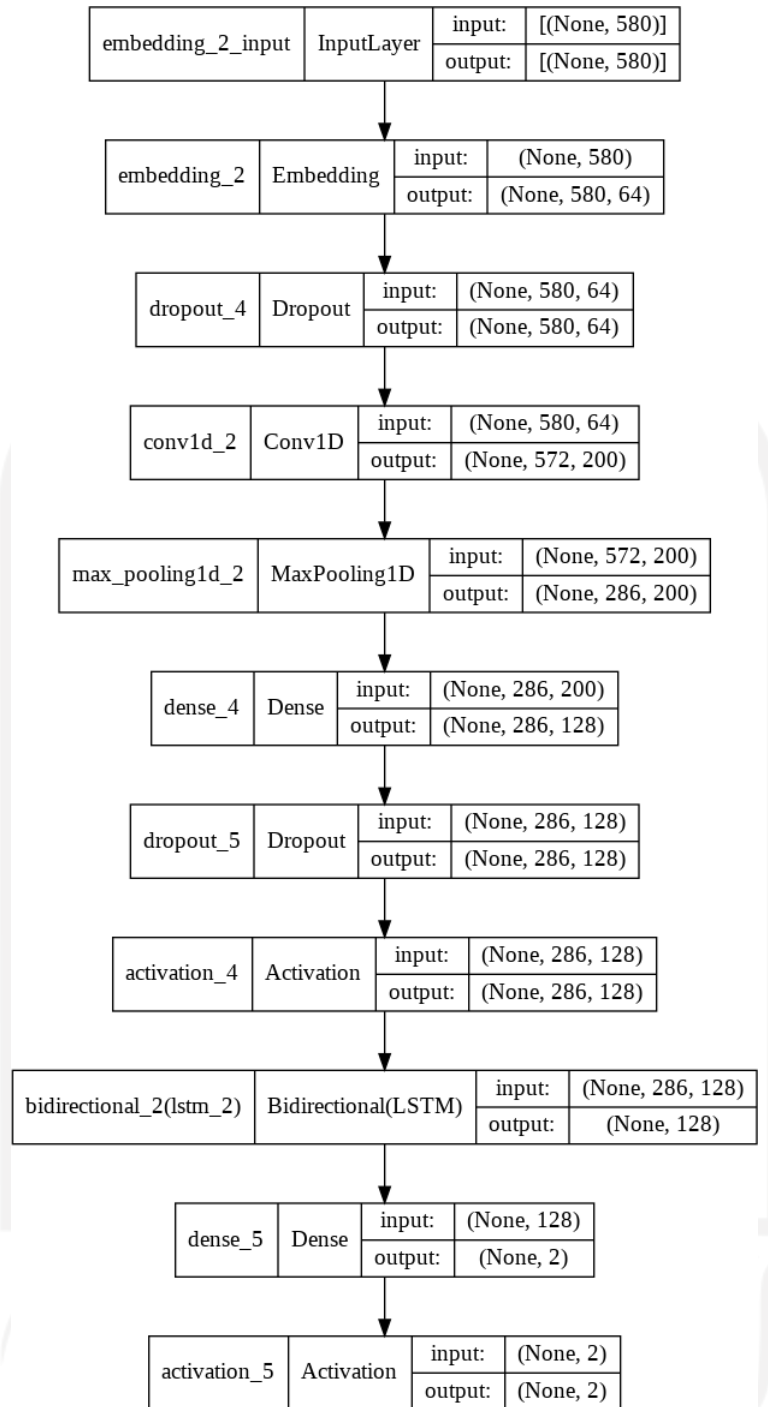 embedding_2_input InputLayer input: [(None, 580)]
output: [(None, 580)]
embedding_2 Embedding input: (None, 580)
output: (None, 580, 64)
dropout_4 Dropout input: (None, 580, 64)
output: (None, 580, 64)
conv1d_2 Conv1D input: (None, 580, 64)
output: (None, 572, 200)
max_pooling1d_2 MaxPooling1D input: (None, 572, 200)
output: (None, 286, 200)
dense_4 Dense input: (None, 286, 200)
output: (None, 286, 128)
dropout_5 Dropout input: (None, 286, 128)
output: (None, 286, 128)
activation_4 Activation input: (None, 286, 128)
output: (None, 286, 128)
bidirectional_2(lstm_2) Bidirectional(LSTM) input: (None, 286, 128)
output: (None, 128)
dense_5 Dense input: (None, 128)
output: (None, 2)
activation_5 Activation input: (None, 2)
output: (None, 2)